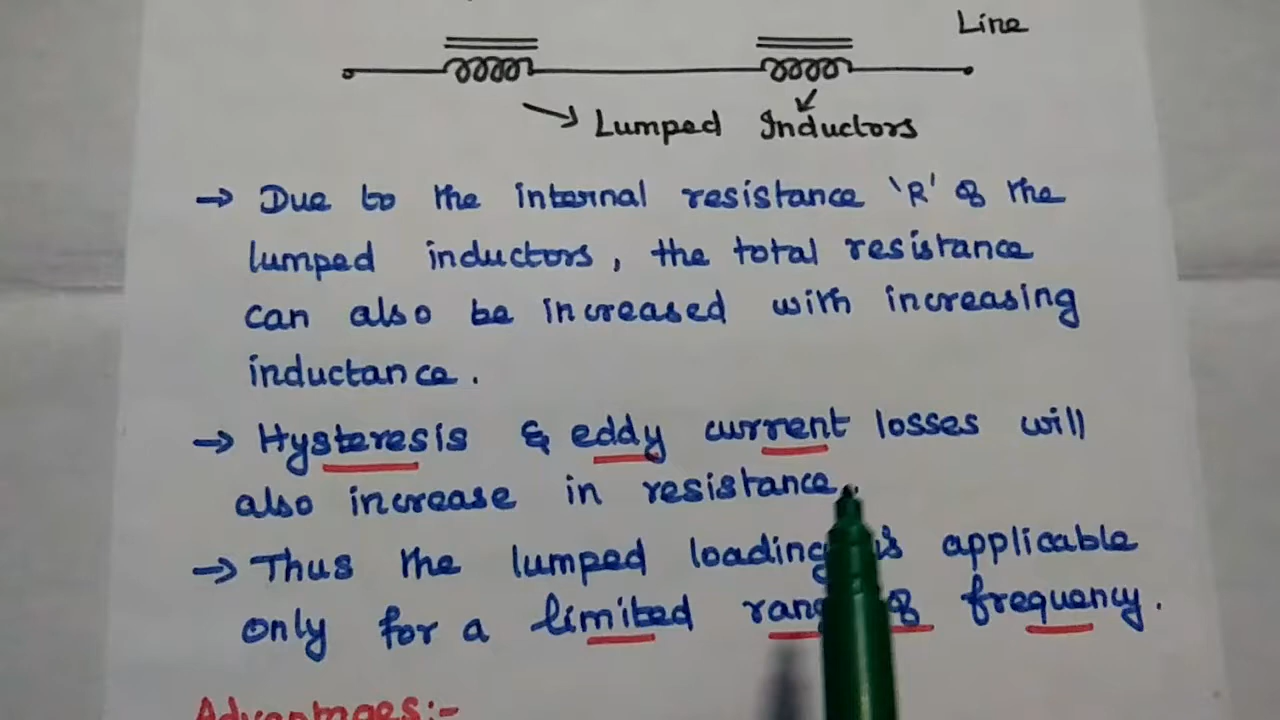 Line
Lumped Inductors
→ Due to the internal resistance 'R' of the
lumped inductors, the total resistance
can also be increased with increasing
inductance.
→ Hysteresis & eddy current losses will
also increase in resistance.
→ Thus the lumped loading is applicable
only for a limited range of frequency.
Advantages:-